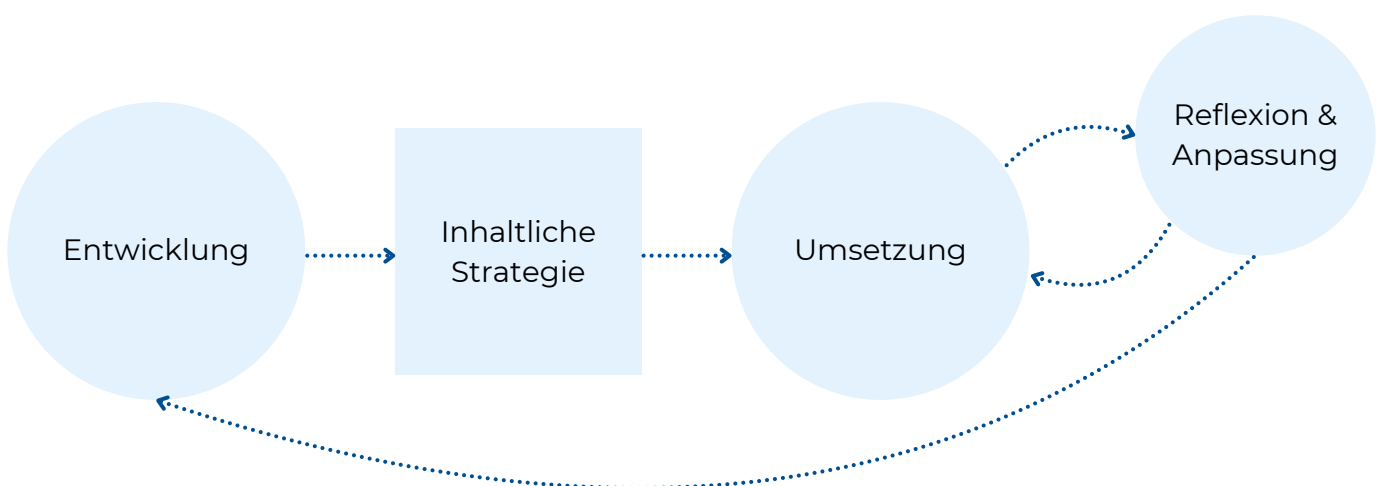 Entwicklung
Inhaltliche
Strategie
Umsetzung
Reflexion &
Anpassung